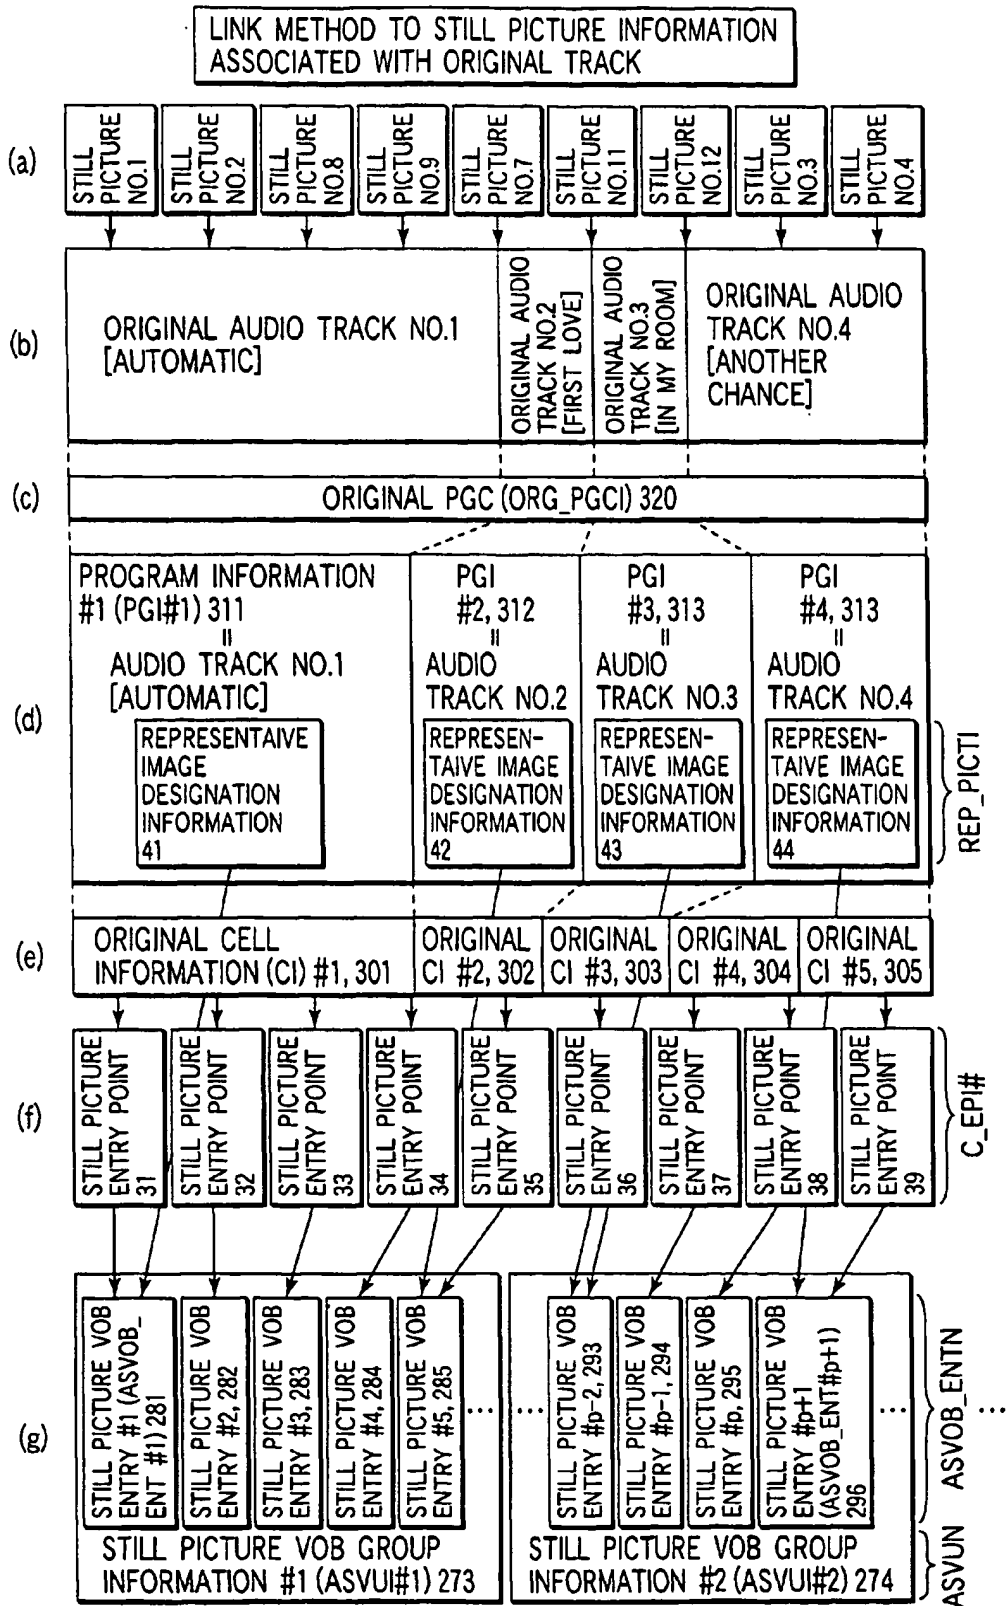 LINK METHOD TO STILL PICTURE INFORMATION
ASSOCIATED WITH ORIGINAL TRACK
(a)
STILL
PICTURE
NO.1
STILL
PICTURE
NO.2
STILL
PICTURE
NO.8
STILL
PICTURE
NO.9
STILL
PICTURE
NO.7
STILL
PICTURE
NO.11
STILL
PICTURE
NO.12
STILL
PICTURE
NO.3
STILL
PICTURE
NO.4
(b)
ORIGINAL AUDIO TRACK NO.1
[AUTOMATIC]
ORIGINAL AUDIO
TRACK NO.2
[FIRST LOVE]
ORIGINAL AUDIO
TRACK NO.3
[IN MY ROOM]
ORIGINAL AUDIO
TRACK NO.4
[ANOTHER
CHANCE]
(c)
ORIGINAL PGC (ORG_PGCI) 320
(d)
PROGRAM INFORMATION
#1 (PGI#1) 311
=
AUDIO TRACK NO.1
[AUTOMATIC]
REPRESENTAIVE
IMAGE
DESIGNATION
INFORMATION
41
PGI
#2, 312
=
AUDIO
TRACK NO.2
REPRESEN-
TAIVE IMAGE
DESIGNATION
INFORMATION
42
PGI
#3, 313
=
AUDIO
TRACK NO.3
REPRESEN-
TAIVE IMAGE
DESIGNATION
INFORMATION
43
PGI
#4, 313
=
AUDIO
TRACK NO.4
REPRESEN-
TAIVE IMAGE
DESIGNATION
INFORMATION
44
REP_PICTI
(e)
ORIGINAL CELL
INFORMATION (CI) #1, 301
ORIGINAL
CI #2, 302
ORIGINAL
CI #3, 303
ORIGINAL
CI #4, 304
ORIGINAL
CI #5, 305
(f)
STILL PICTURE
ENTRY POINT
31
STILL PICTURE
ENTRY POINT
32
STILL PICTURE
ENTRY POINT
33
STILL PICTURE
ENTRY POINT
34
STILL PICTURE
ENTRY POINT
35
STILL PICTURE
ENTRY POINT
36
STILL PICTURE
ENTRY POINT
37
STILL PICTURE
ENTRY POINT
38
STILL PICTURE
ENTRY POINT
39
C_EPI#
(g)
STILL PICTURE VOB
ENTRY #1 (ASVOB_
ENT #1) 281
STILL PICTURE VOB
ENTRY #2, 282
STILL PICTURE VOB
ENTRY #3, 283
STILL PICTURE VOB
ENTRY #4, 284
STILL PICTURE VOB
ENTRY #5, 285
...
...
STILL PICTURE VOB
ENTRY #p-2, 293
STILL PICTURE VOB
ENTRY #p-1, 294
STILL PICTURE VOB
ENTRY #p, 295
STILL PICTURE VOB
ENTRY #p+1
(ASVOB_ENT#p+1)
296
...
...
ASVOB_ENTN
STILL PICTURE VOB GROUP
INFORMATION #1 (ASVUI#1) 273
STILL PICTURE VOB GROUP
INFORMATION #2 (ASVUI#2) 274
ASVUN